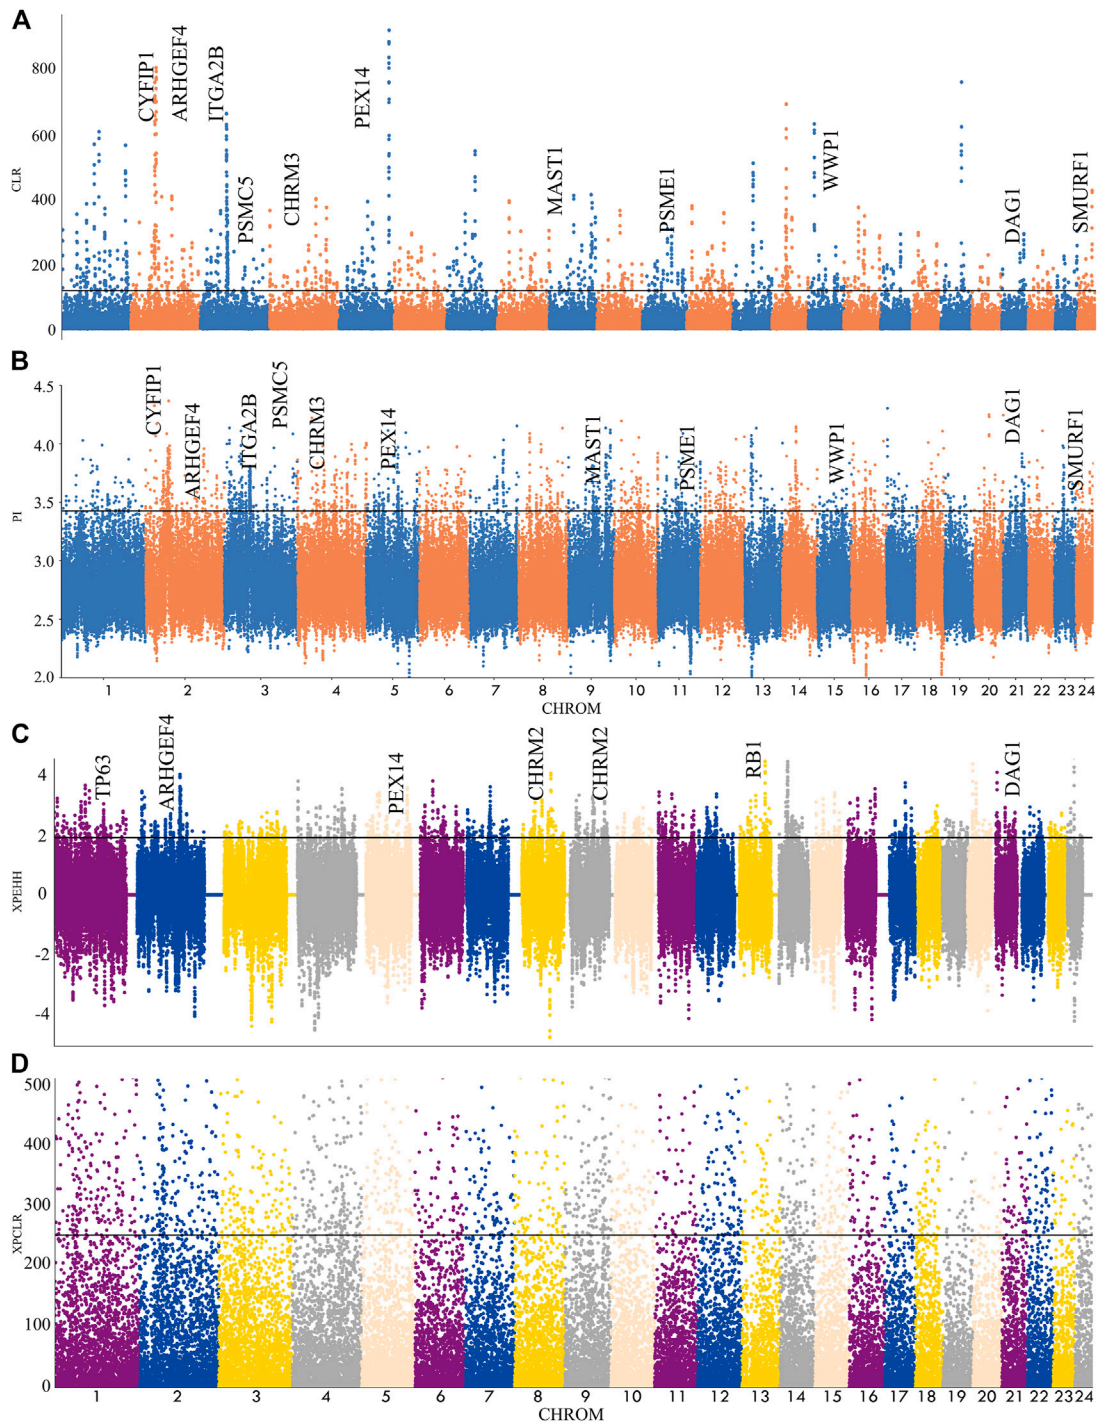 A
CYFIP1
ARHGEF4
ITGA2B
PSMC5
CHRM3
PEX14
MAST1
PSME1
WWP1
DAG1
SMURF1
CLR
800
600
400
200
0
B
CYFIP1
ARHGEF4
ITGA2B
PSMC5
CHRM3
PEX14
MAST1
PSME1
WWP1
DAG1
SMURF1
PI
4.5
4.0
3.5
3.0
2.5
2.0
1 2 3 4 5 6 7 8 9 10 11 12 13 14 15 16 17 18 19 20 21 22 23 24
CHROM
C
TP63
ARHGEF4
PEX14
CHRM2
CHRM2
RB1
DAG1
XPEHH
4
2
0
-2
-4
D
XPCLR
500
400
300
200
100
0
1 2 3 4 5 6 7 8 9 10 11 12 13 14 15 16 17 18 19 20 21 22 23 24
CHROM